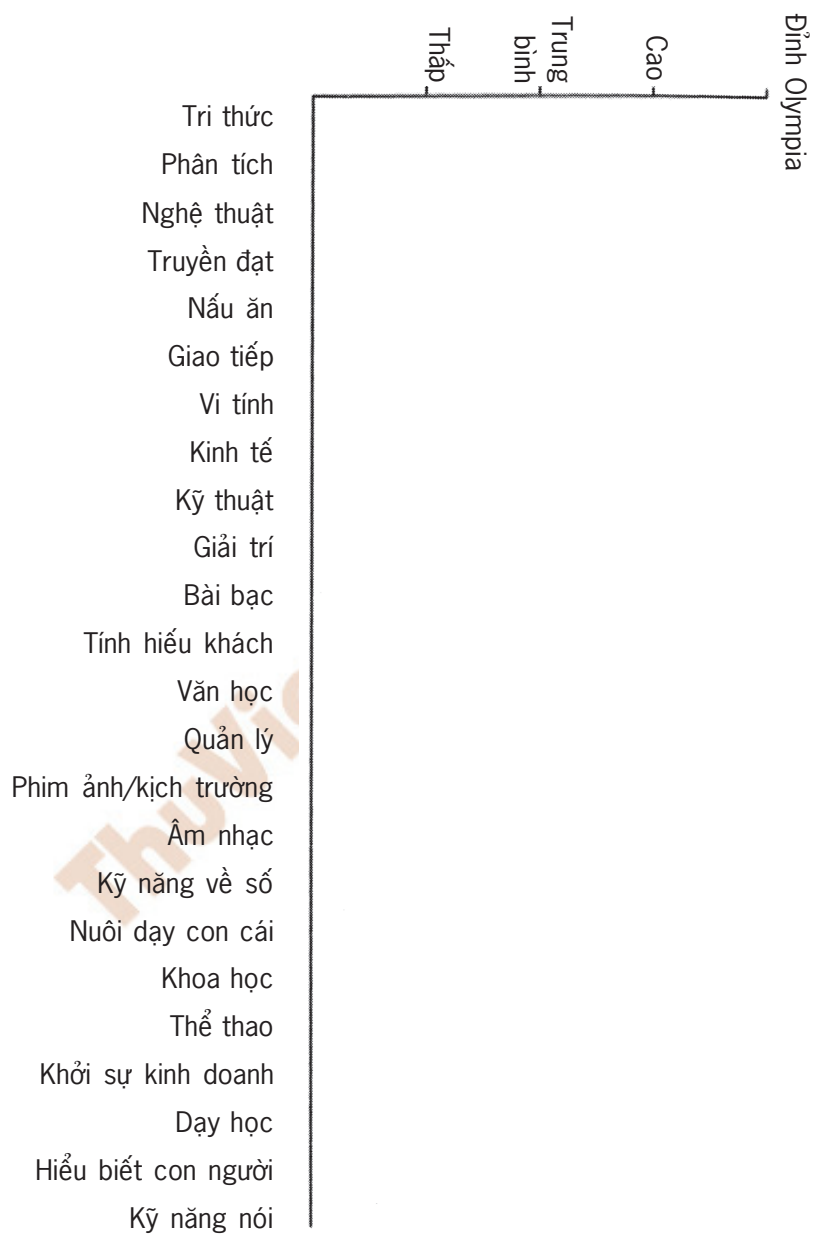 Đỉnh Olympia
Cao
Trung
bình
Thấp
Tri thức
Phân tích
Nghệ thuật
Truyền đạt
Nấu ăn
Giao tiếp
Vi tính
Kinh tế
Kỹ thuật
Giải trí
Bài bạc
Tính hiếu khách
Văn học
Quản lý
Phim ảnh/kịch trường
Âm nhạc
Kỹ năng về số
Nuôi dạy con cái
Khoa học
Thể thao
Khởi sự kinh doanh
Dạy học
Hiểu biết con người
Kỹ năng nói
ThuVie